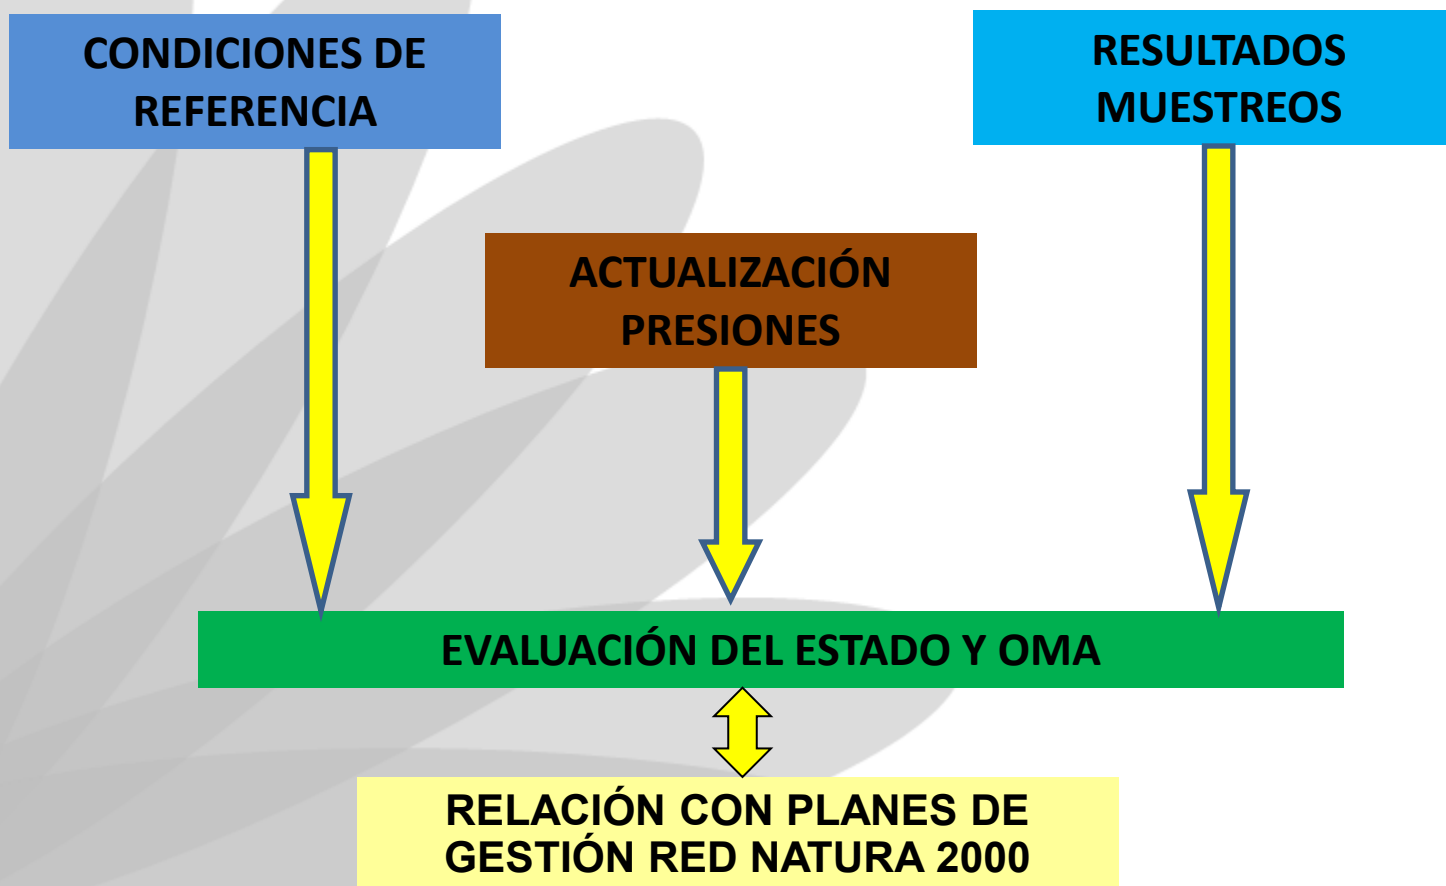 CONDICIONES DE
REFERENCIA
RESULTADOS
MUESTREOS
ACTUALIZACIÓN
PRESIONES
EVALUACIÓN DEL ESTADO Y OMA
RELACIÓN CON PLANES DE
GESTIÓN RED NATURA 2000